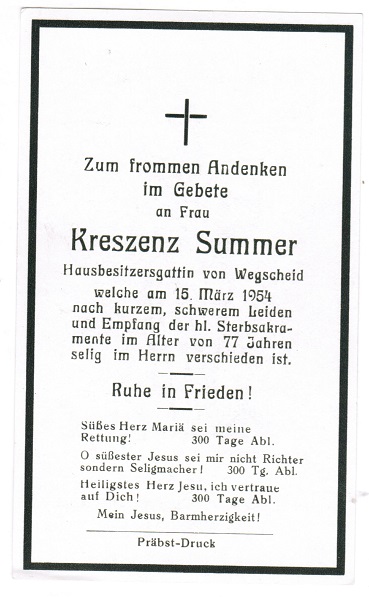 Zum frommen Andenken
im Gebete
an Frau
Kreszenz Summer
Hausbesitzersgattin von Wegscheid
welche am 15. März 1954
nach kurzem, schwerem Leiden
und Empfang der hl. Sterbsakra-
mente im Alter von 77 Jahren
selig im Herrn verschieden ist.
Ruhe in Frieden!
Süßes Herz Mariä sei meine
Rettung! 300 Tage Abl.
O süßester Jesus sei mir nicht Richter
sondern Seligmacher! 300 Tg. Abl.
Heiligstes Herz Jesu, ich vertraue
auf Dich! 300 Tage Abl.
Mein Jesus, Barmherzigkeit!
Präbst-Druck